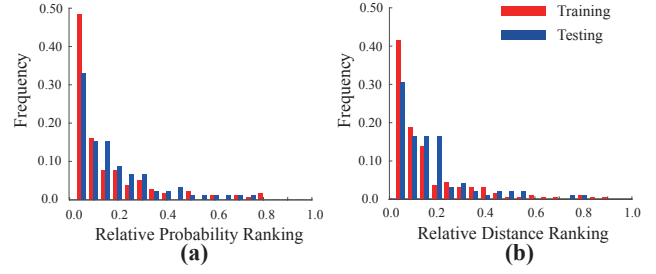 0.50 0.50 Training
0.40 0.40 Testing
0.30 0.30
0.20 0.20
0.10 0.10
0.0 0.0
Frequency Frequency
0.0 0.2 0.4 0.6 0.8 1.0 0.0 0.2 0.4 0.6 0.8 1.0
Relative Probability Ranking Relative Distance Ranking
(a) (b)